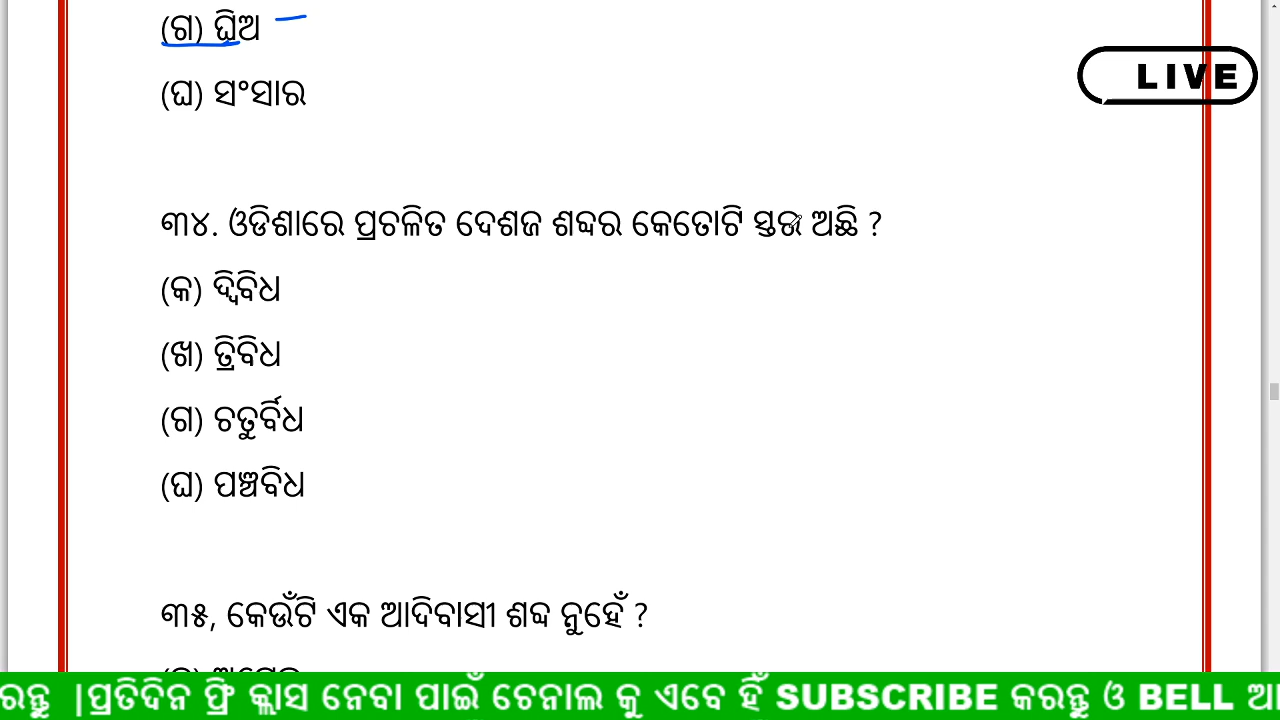 (ଗ) ଘିଅ
(ଘ) ସଂସାର
LIVE
୩୪. ଓଡିଶାରେ ପ୍ରଚଳିତ ଦେଶଜ ଶବ୍ଦର କେତୋଟି ସ୍ତର ଅଛି ?
(କ) ଦ୍ଵିବିଧ
(ଖ) ତ୍ରିବିଧ
(ଗ) ଚତୁର୍ବିଧ
(ଘ) ପଞ୍ଚବିଧ
୩୫, କେଉଁଟି ଏକ ଆଦିବାସୀ ଶବ୍ଦ ନୁହେଁ ?
ରନ୍ତୁ |ପ୍ରତିଦିନ ଫ୍ରି କ୍ଲାସ ନେବା ପାଇଁ ଚେନାଲ କୁ ଏବେ ହିଁ SUBSCRIBE କରନ୍ତୁ ଓ BELL